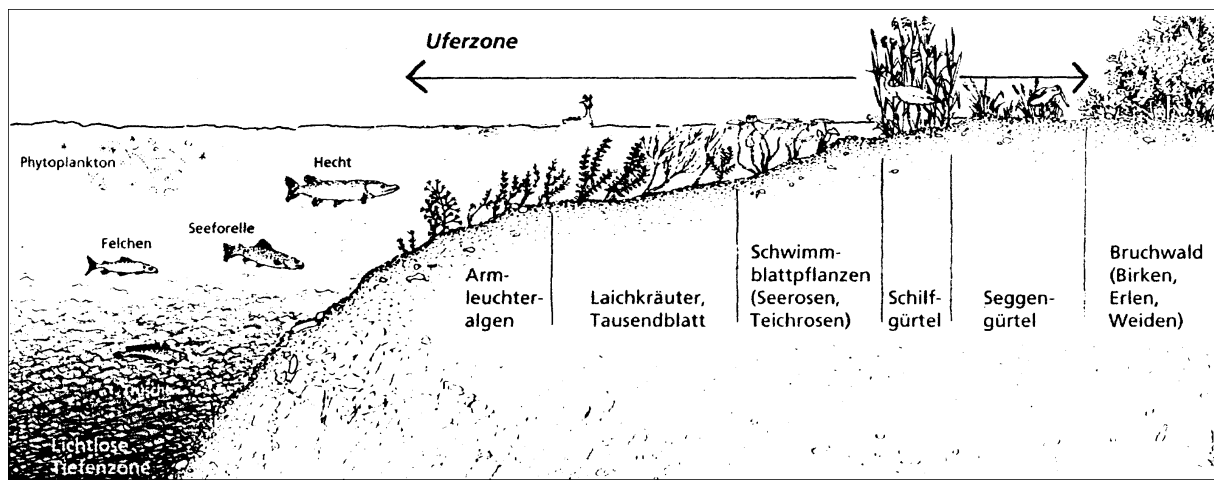 Uferzone
Phytoplankton
Hecht
Seeforelle
Felchen
Arm-
leuchter-
algen
Laichkräuter,
Tausendblatt
Schwimm-
blattpflanzen
(Seerosen,
Teichrosen)
Schilf-
gürtel
Seggen-
gürtel
Bruchwald
(Birken,
Erlen,
Weiden)
Lichtlose
Tiefenzone